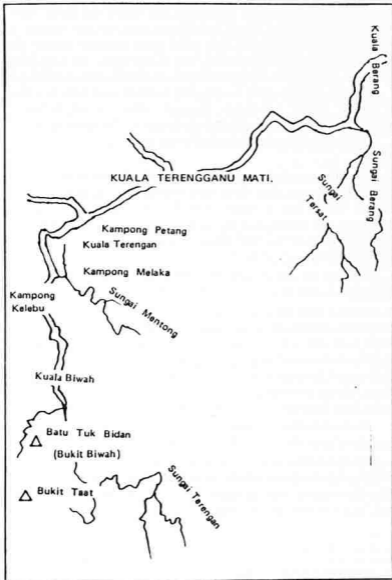 Kuala
Berang
Sungai Berang
Sungai
Tersat
KUALA TERENGGANU MATI.
Kampong Petang
Kuala Terengan
Kampong Melaka
Sungai Mentong
Kampong
Kelebu
Kuala Biwah
Batu Tuk Bidan
(Bukit Biwah)
Sungai Terengan
Bukit Taat